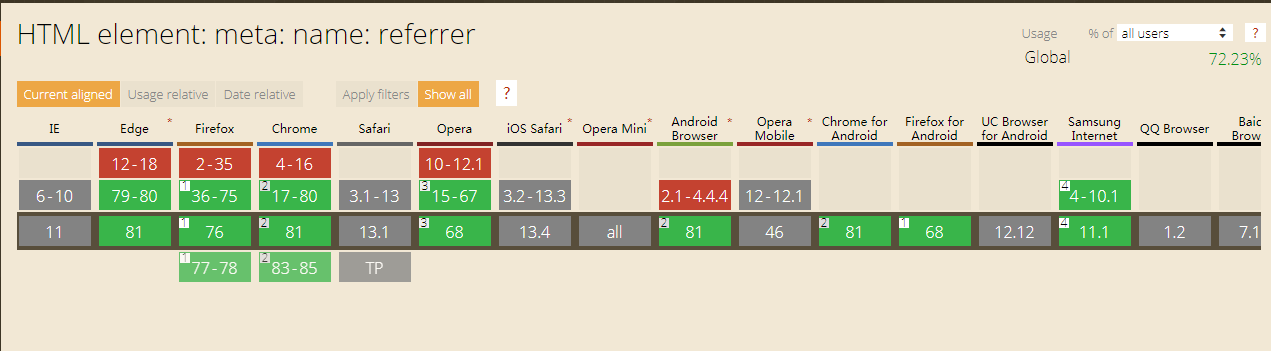 HTML element: meta: name: referrer
Usage % of all users ?
Global 72.23%
Current aligned Usage relative Date relative Apply filters Show all ?
IE Edge * Firefox Chrome Safari Opera iOS Safari * Opera Mini * Android Browser * Opera Mobile * Chrome for Android Firefox for Android UC Browser for Android Samsung Internet QQ Browser Baid Brow
12-18 2-35 4-16 10-12.1
6-10 79-80 1 36-75 2 17-80 3.1-13 3 15-67 3.2-13.3 2.1-4.4.4 12-12.1 4 4-10.1
11 81 1 76 2 81 13.1 3 68 13.4 all 2 81 46 2 81 1 68 12.12 4 11.1 1.2 7.1
1 77-78 2 83-85 TP